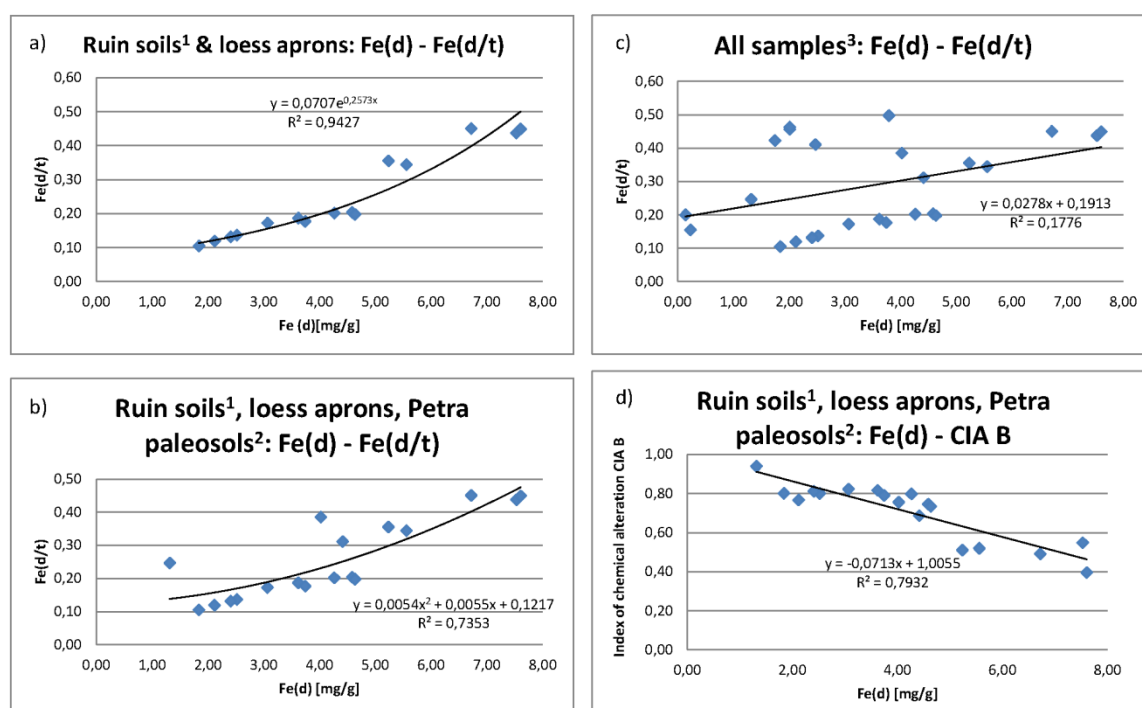 a)
Ruin soils¹ & loess aprons: Fe(d) - Fe(d/t)
0,60
0,50
0,40
0,30
0,20
0,10
0,00
Fe(d/t)
y = 0,0707e^0,2573x
R² = 0,9427
0,00 1,00 2,00 3,00 4,00 5,00 6,00 7,00 8,00
Fe (d)[mg/g]
c)
All samples³: Fe(d) - Fe(d/t)
0,60
0,50
0,40
0,30
0,20
0,10
0,00
Fe(d/t)
y = 0,0278x + 0,1913
R² = 0,1776
0,00 1,00 2,00 3,00 4,00 5,00 6,00 7,00 8,00
Fe(d) [mg/g]
b)
Ruin soils¹, loess aprons, Petra
paleosols²: Fe(d) - Fe(d/t)
0,50
0,40
0,30
0,20
0,10
0,00
Fe(d/t)
y = 0,0054x² + 0,0055x + 0,1217
R² = 0,7353
0,00 1,00 2,00 3,00 4,00 5,00 6,00 7,00 8,00
Fe(d) [mg/g]
d)
Ruin soils¹, loess aprons, Petra
paleosols²: Fe(d) - CIA B
1,00
0,80
0,60
0,40
0,20
0,00
Index of chemical alteration CIA B
y = -0,0713x + 1,0055
R² = 0,7932
0,00 2,00 4,00 6,00 8,00
Fe(d) [mg/g]